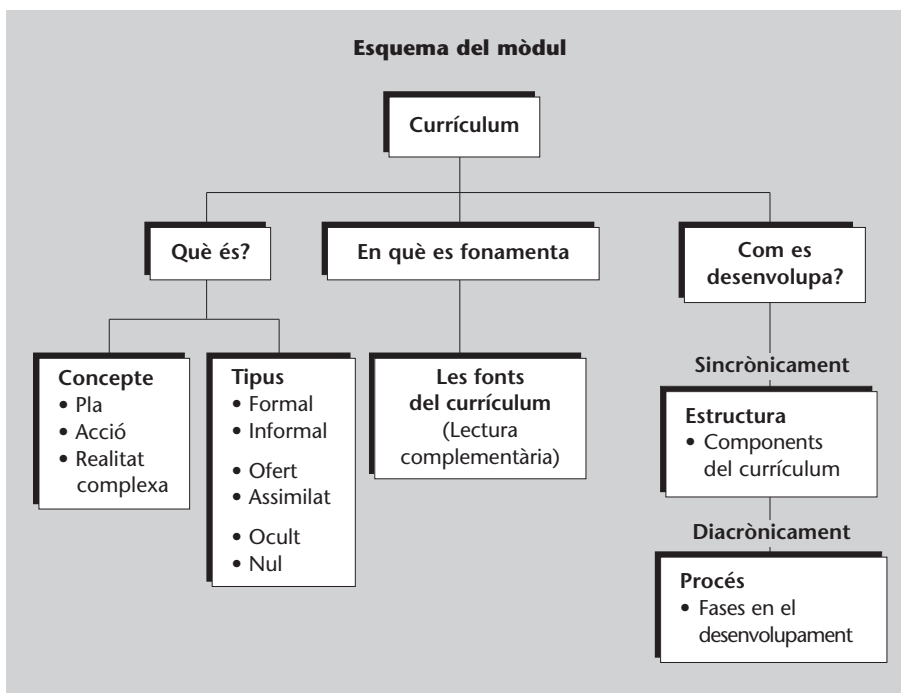 Esquema del mòdul
Currículum
Què és?
En què es fonamenta
Com es
desenvolupa?
Concepte
• Pla
• Acció
• Realitat
complexa
Tipus
• Formal
• Informal
• Ofert
• Assimilat
• Ocult
• Nul
Les fonts
del currículum
(Lectura
complementària)
Sincrònicament
Estructura
• Components
del currículum
Diacrònicament
Procés
• Fases en el
desenvolupament